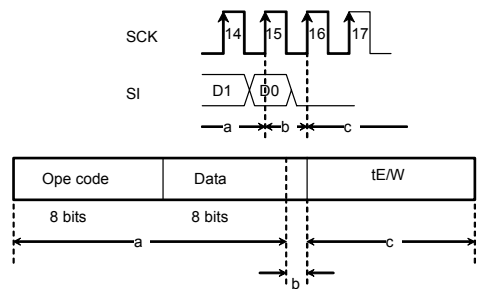 SCK 14 15 16 17
SI D1 D0
a b c
Ope code Data tE/W
8 bits 8 bits
a c
b